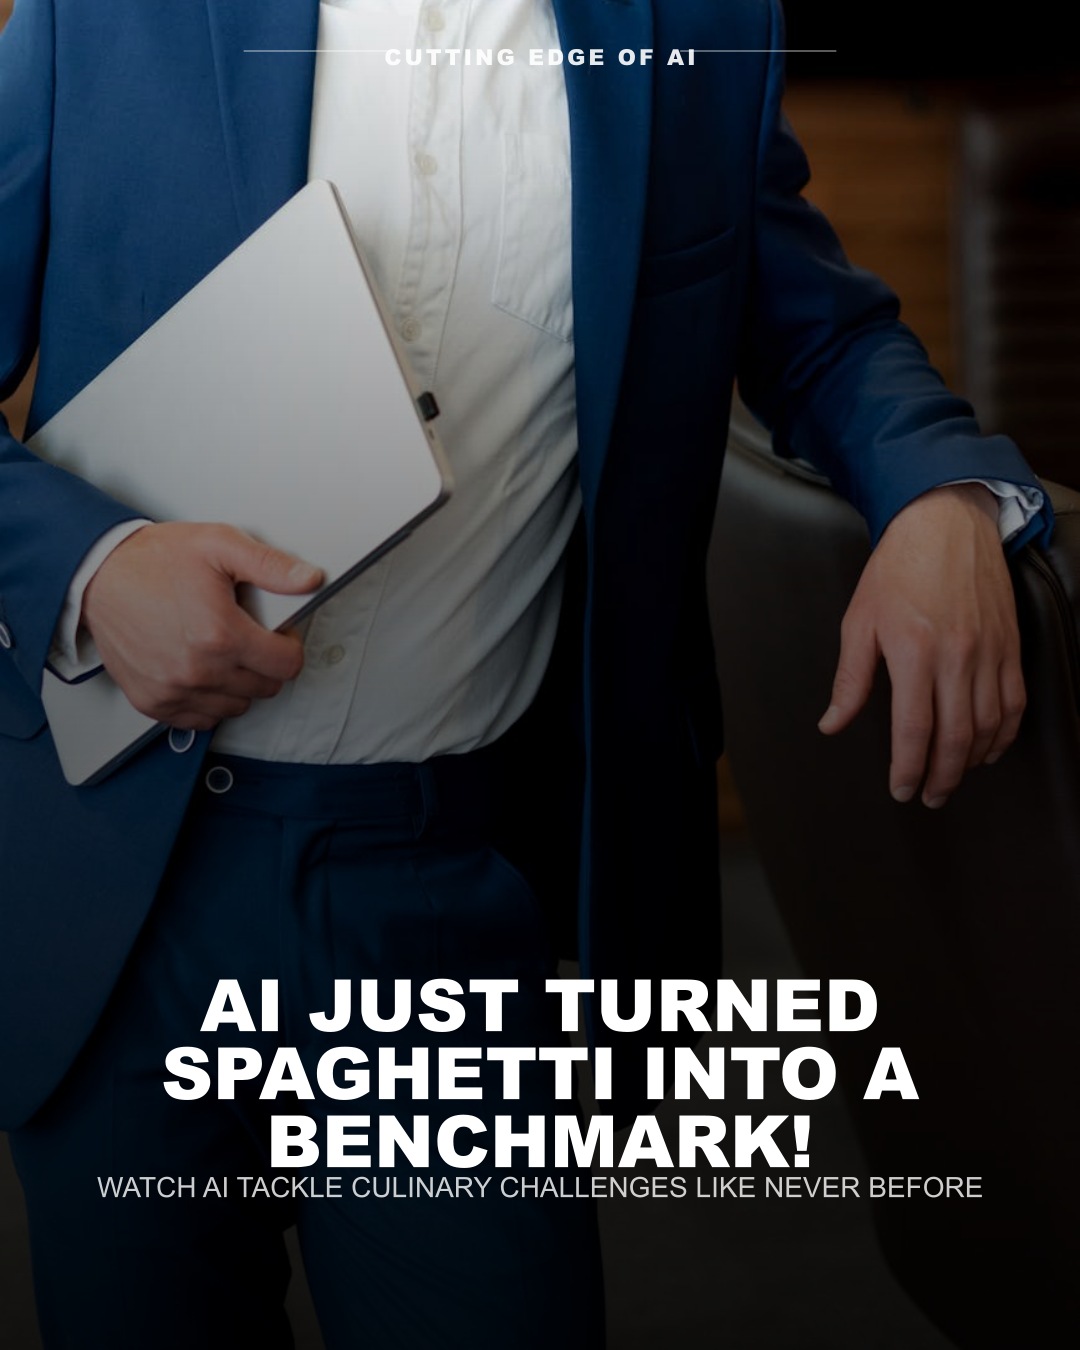 CUTTING EDGE OF AI
AI JUST TURNED
SPAGHETTI INTO A
BENCHMARK!
WATCH AI TACKLE CULINARY CHALLENGES LIKE NEVER BEFORE